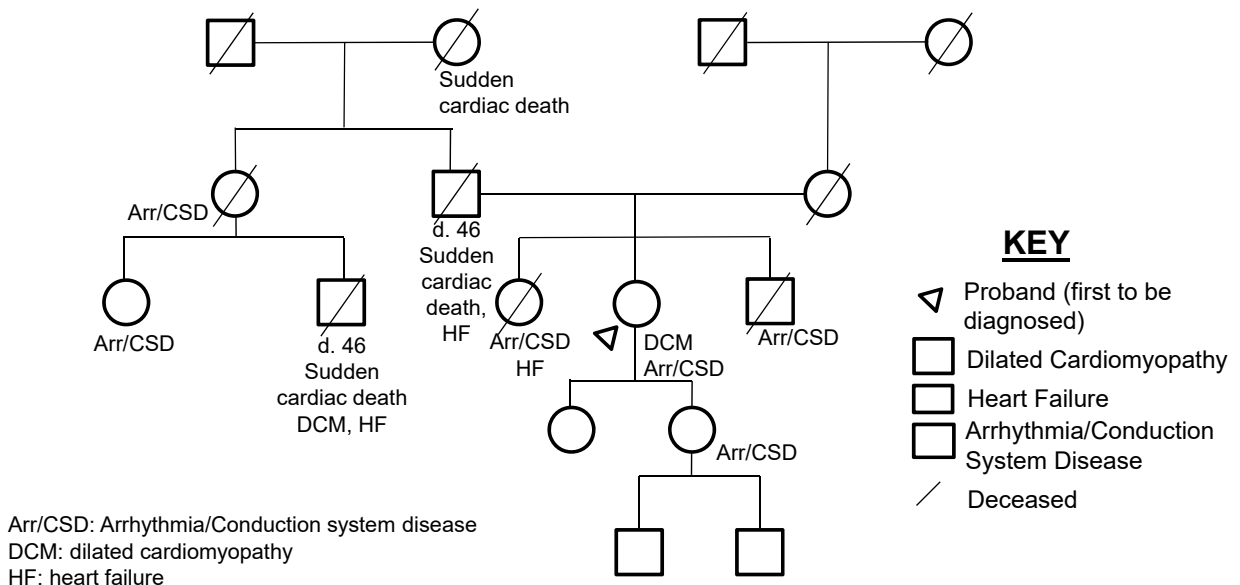 Sudden
cardiac death
Arr/CSD
d. 46
Sudden
cardiac
death,
HF
Arr/CSD
d. 46
Sudden
cardiac death
DCM, HF
Arr/CSD
HF
DCM
Arr/CSD
Arr/CSD
Arr/CSD
KEY
Proband (first to be
diagnosed)
Dilated Cardiomyopathy
Heart Failure
Arrhythmia/Conduction
System Disease
Deceased
Arr/CSD: Arrhythmia/Conduction system disease
DCM: dilated cardiomyopathy
HF: heart failure